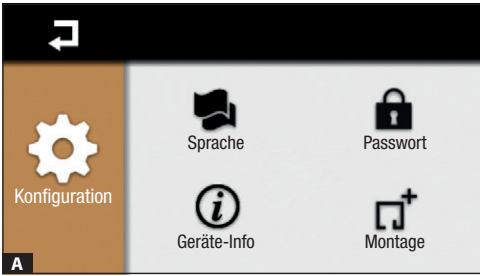 Sprache
Passwort
Konfiguration
Geräte-Info
Montage
A